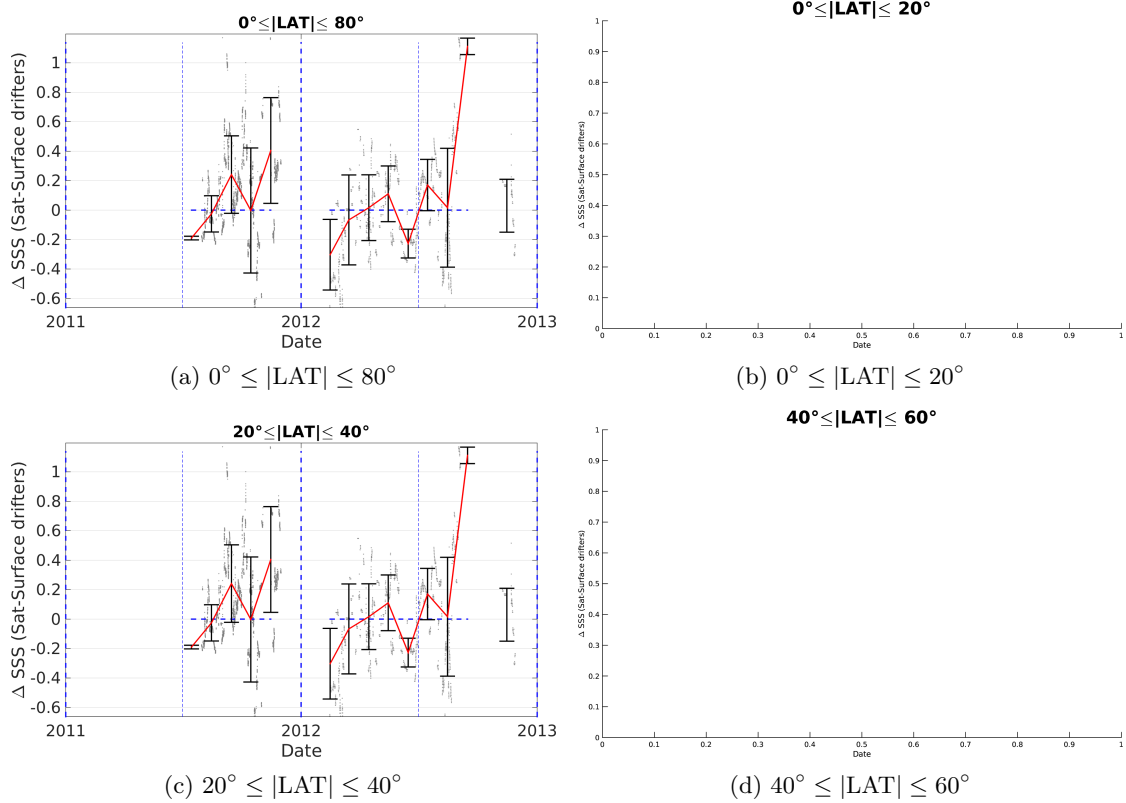 0°≤|LAT|≤ 80°
Δ SSS (Sat-Surface drifters)
1
0.8
0.6
0.4
0.2
0
-0.2
-0.4
-0.6
2011
2012
2013
Date
(a) 0° ≤ |LAT| ≤ 80°
0°≤|LAT|≤ 20°
Δ SSS (Sat-Surface drifters)
1
0.9
0.8
0.7
0.6
0.5
0.4
0.3
0.2
0.1
0
0 0.1 0.2 0.3 0.4 0.5 0.6 0.7 0.8 0.9 1
Date
(b) 0° ≤ |LAT| ≤ 20°
20°≤|LAT|≤ 40°
Δ SSS (Sat-Surface drifters)
1
0.8
0.6
0.4
0.2
0
-0.2
-0.4
-0.6
2011
2012
2013
Date
(c) 20° ≤ |LAT| ≤ 40°
40°≤|LAT|≤ 60°
Δ SSS (Sat-Surface drifters)
1
0.9
0.8
0.7
0.6
0.5
0.4
0.3
0.2
0.1
0
0 0.1 0.2 0.3 0.4 0.5 0.6 0.7 0.8 0.9 1
Date
(d) 40° ≤ |LAT| ≤ 60°